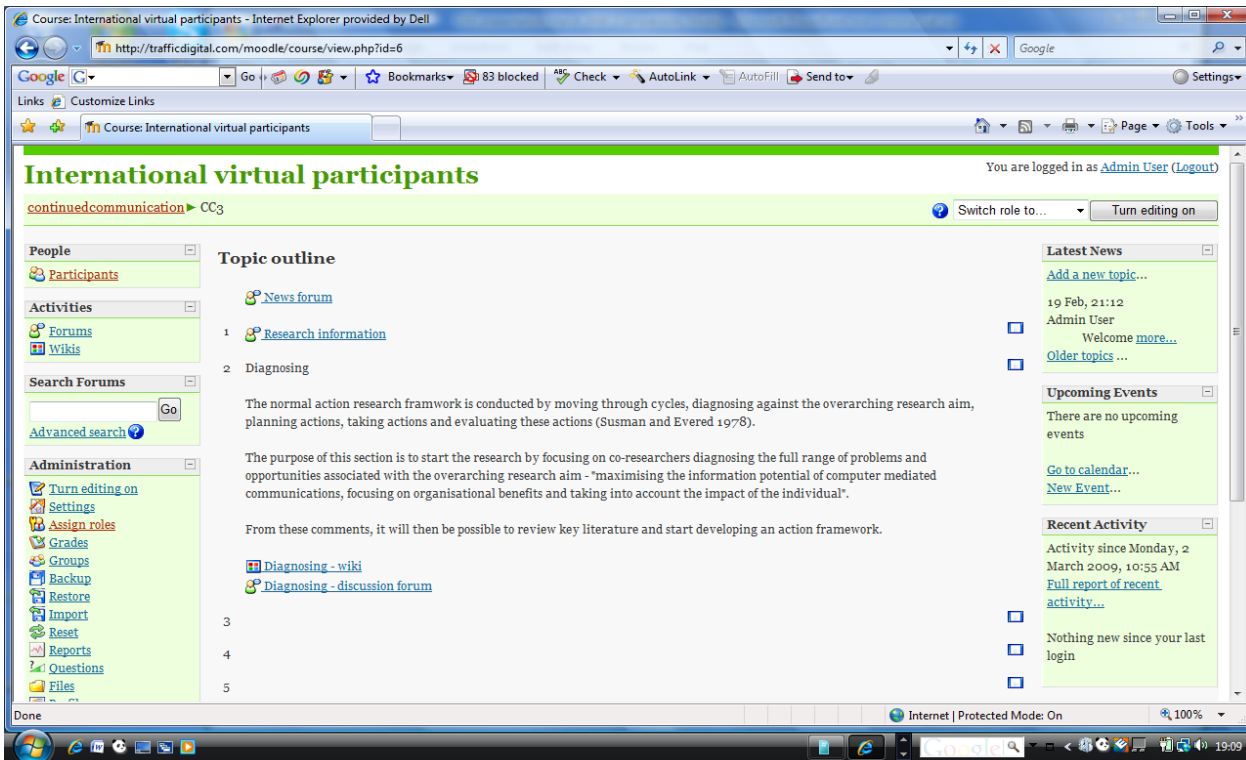 Course: International virtual participants - Internet Explorer provided by Dell
http://trafficdigital.com/moodle/course/view.php?id=6
Google
Google G
Go
Bookmarks
83 blocked
ABC Check
AutoLink
AutoFill
Send to
Settings
Links Customize Links
Course: International virtual participants
Page
Tools
International virtual participants
You are logged in as Admin User (Logout)
continuedcommunication ► CC3
Switch role to...
Turn editing on
People
Participants
Activities
Forums
Wikis
Search Forums
Go
Advanced search
Administration
Turn editing on
Settings
Assign roles
Grades
Groups
Backup
Restore
Import
Reset
Reports
Questions
Files
Topic outline
News forum
1 Research information
2 Diagnosing
The normal action research framwork is conducted by moving through cycles, diagnosing against the overarching research aim,
planning actions, taking actions and evaluating these actions (Susman and Evered 1978).
The purpose of this section is to start the research by focusing on co-researchers diagnosing the full range of problems and
opportunities associated with the overarching research aim - "maximising the information potential of computer mediated
communications, focusing on organisational benefits and taking into account the impact of the individual".
From these comments, it will then be possible to review key literature and start developing an action framework.
Diagnosing - wiki
Diagnosing - discussion forum
3
4
5
Latest News
Add a new topic...
19 Feb, 21:12
Admin User
Welcome more...
Older topics ...
Upcoming Events
There are no upcoming
events
Go to calendar...
New Event...
Recent Activity
Activity since Monday, 2
March 2009, 10:55 AM
Full report of recent
activity...
Nothing new since your last
login
Done
Internet | Protected Mode: On
100%
Google
19:09